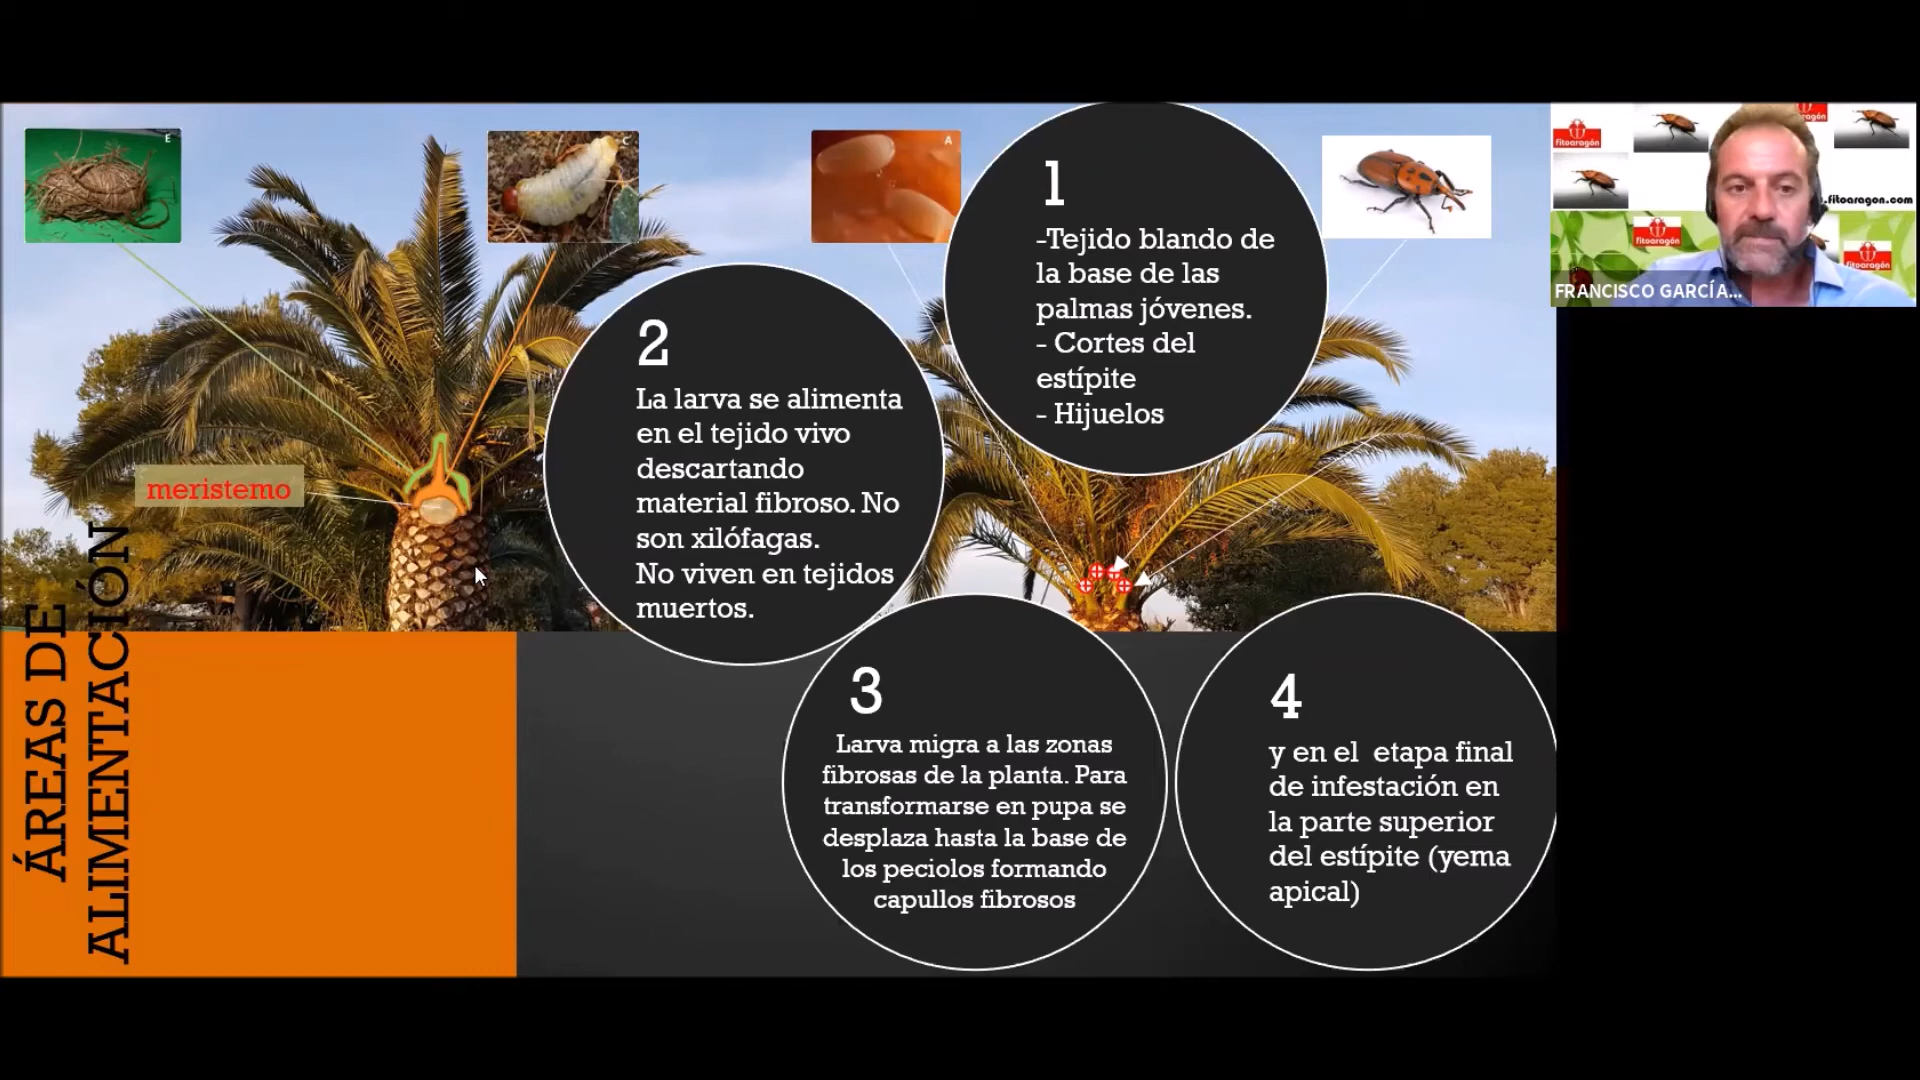 E
C
A
1
-Tejido blando de
la base de las
palmas jóvenes.
- Cortes del
estípite
- Hijuelos
2
La larva se alimenta
en el tejido vivo
descartando
material fibroso. No
son xilófagas.
No viven en tejidos
muertos.
meristemo
ÁREAS DE
ALIMENTACIÓN
3
Larva migra a las zonas
fibrosas de la planta. Para
transformarse en pupa se
desplaza hasta la base de
los peciolos formando
capullos fibrosos
4
y en el etapa final
de infestación en
la parte superior
del estípite (yema
apical)
fitoaragón
ragón
.fitoaragon.com
fitoaragón
fitoaragón
FRANCISCO GARCÍA...